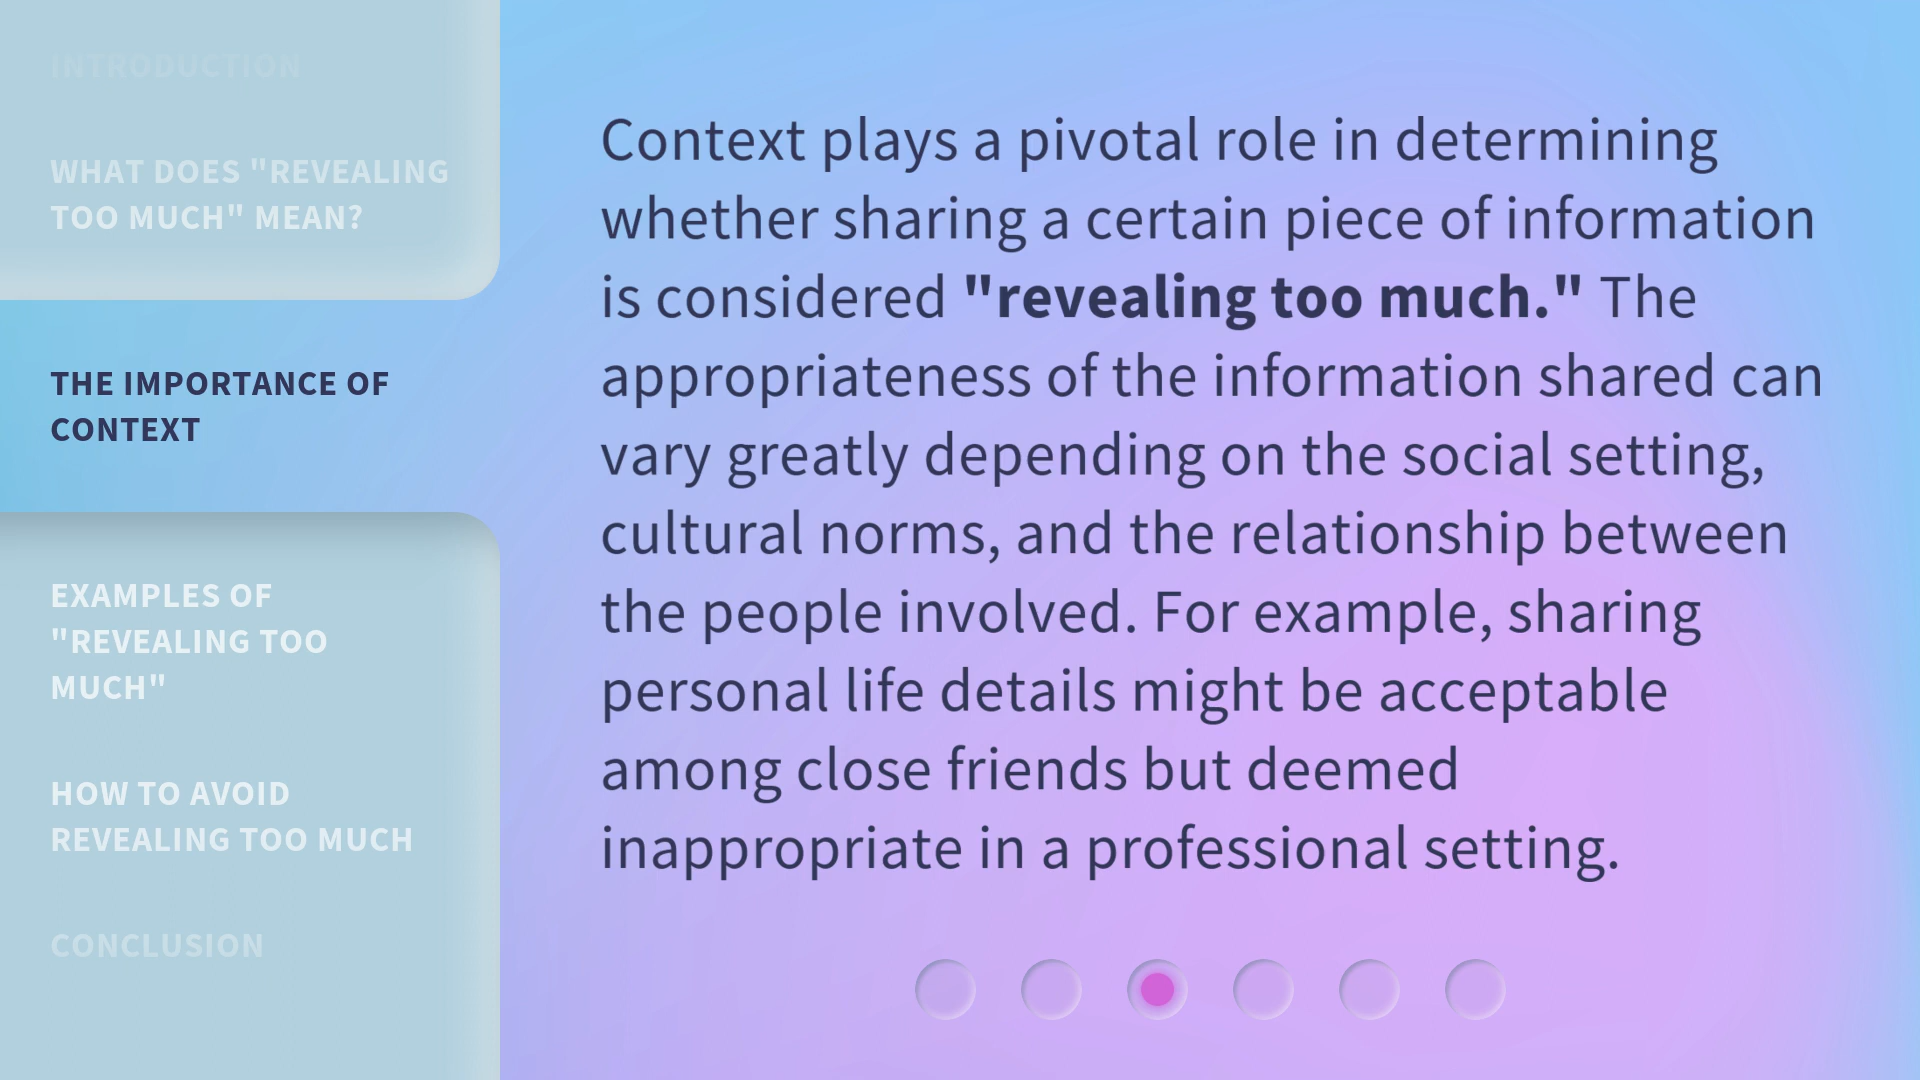 INTRODUCTION
WHAT DOES "REVEALING
TOO MUCH" MEAN?
THE IMPORTANCE OF
CONTEXT
EXAMPLES OF
"REVEALING TOO
MUCH"
HOW TO AVOID
REVEALING TOO MUCH
CONCLUSION
Context plays a pivotal role in determining
whether sharing a certain piece of information
is considered "revealing too much." The
appropriateness of the information shared can
vary greatly depending on the social setting,
cultural norms, and the relationship between
the people involved. For example, sharing
personal life details might be acceptable
among close friends but deemed
inappropriate in a professional setting.